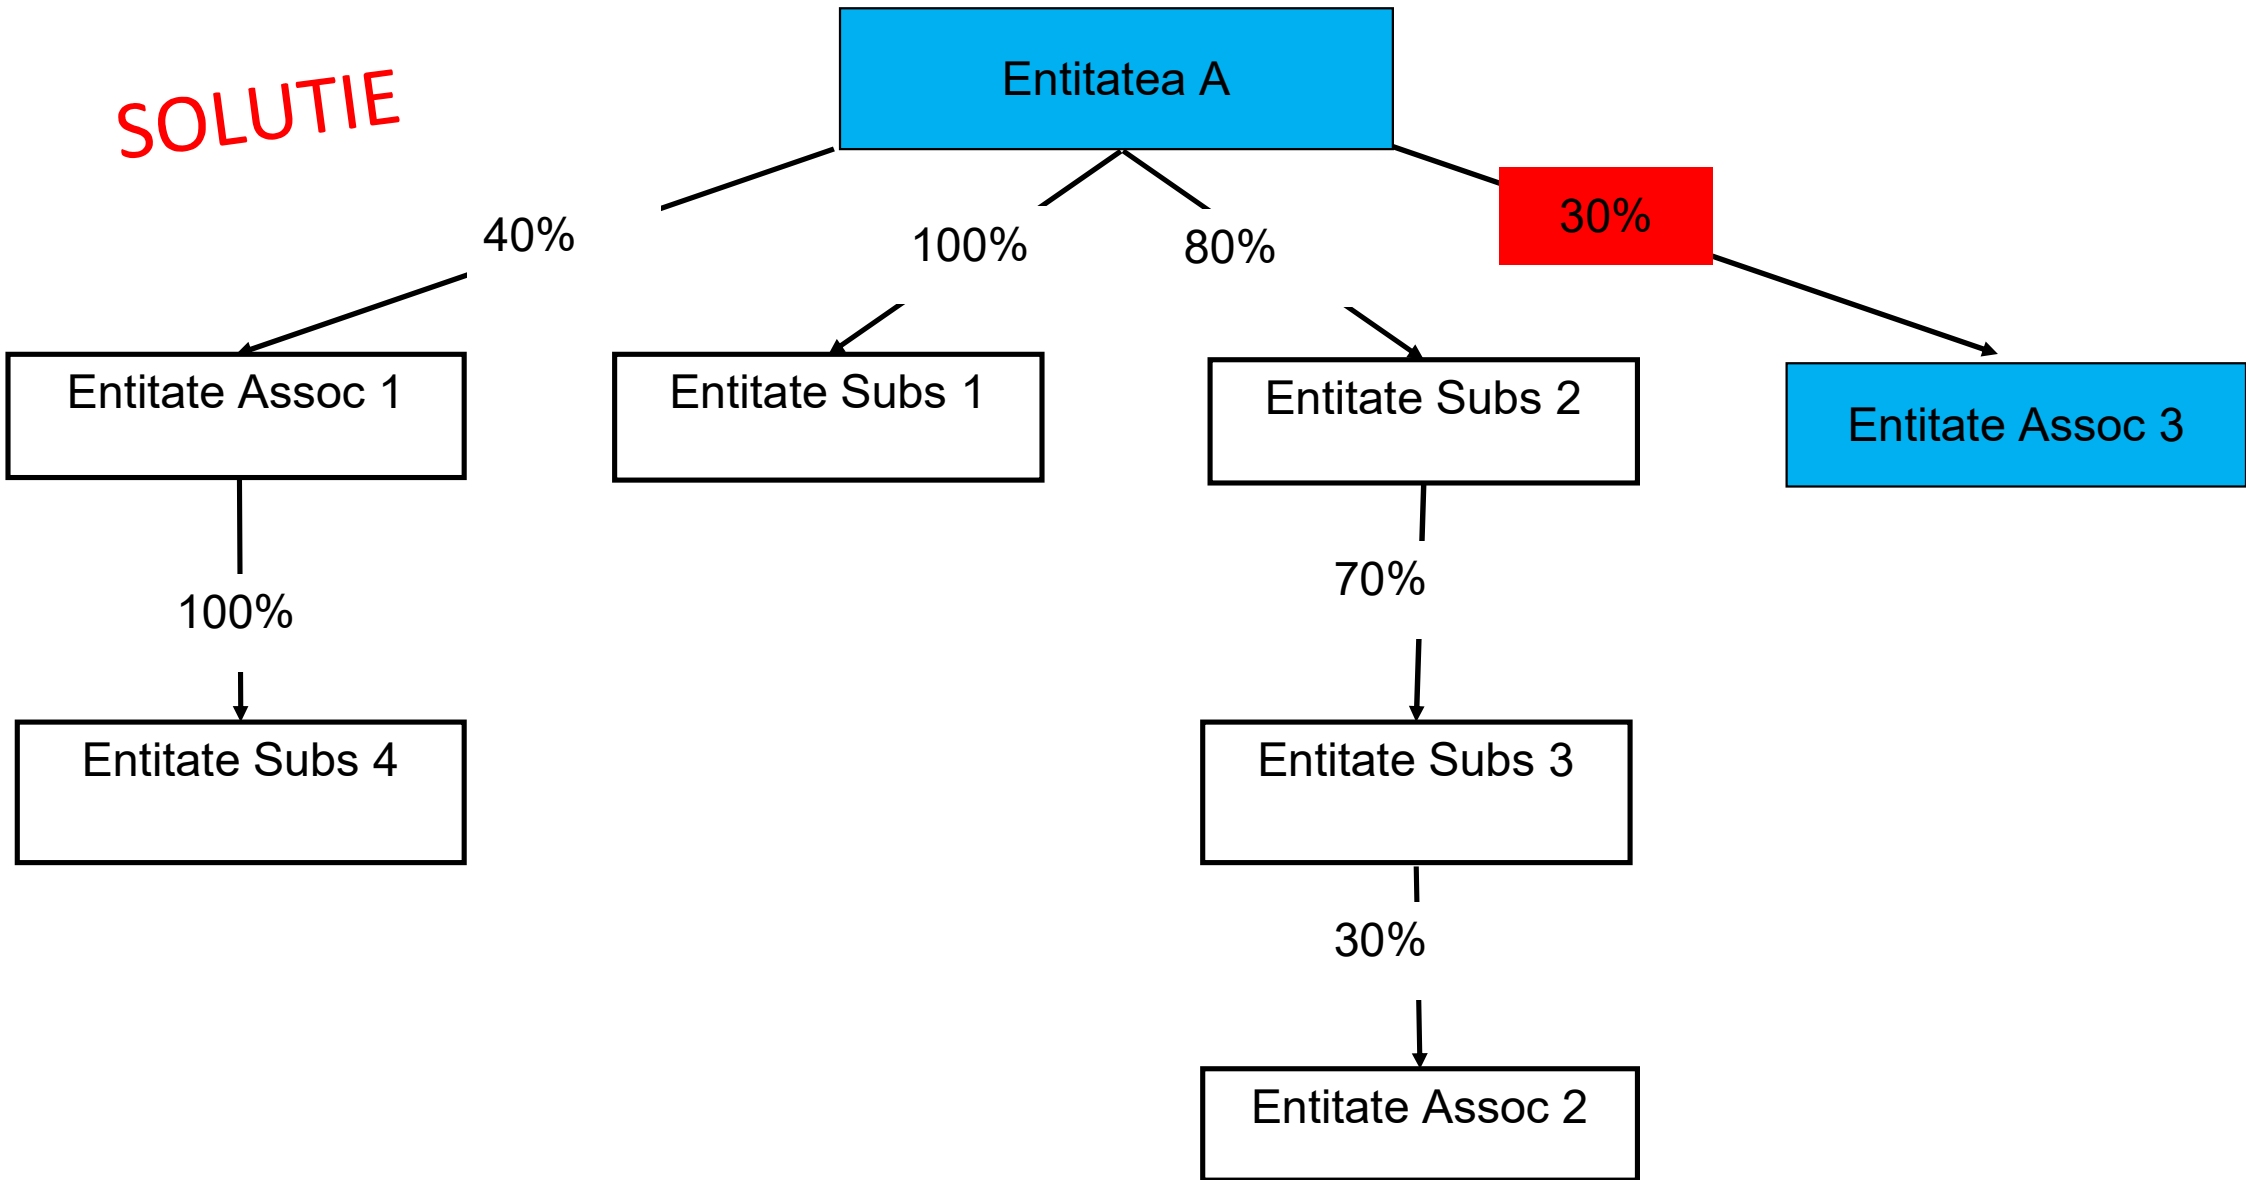 SOLUTIE
Entitatea A
40%
100%
80%
30%
Entitate Assoc 1
Entitate Subs 1
Entitate Subs 2
Entitate Assoc 3
100%
70%
Entitate Subs 4
Entitate Subs 3
30%
Entitate Assoc 2